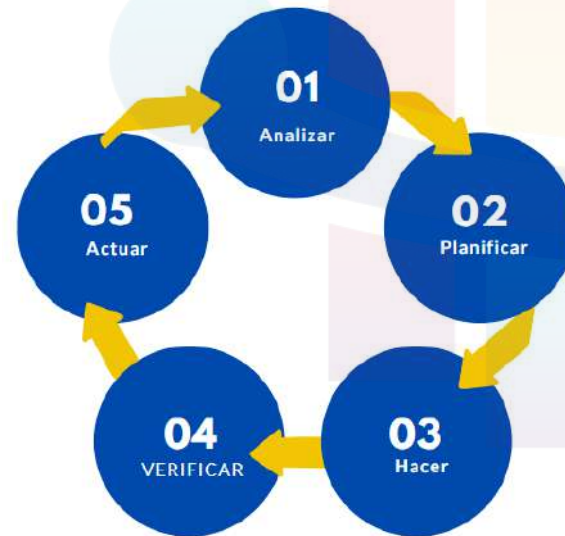 01
Analizar
02
Planificar
03
Hacer
04
VERIFICAR
05
Actuar